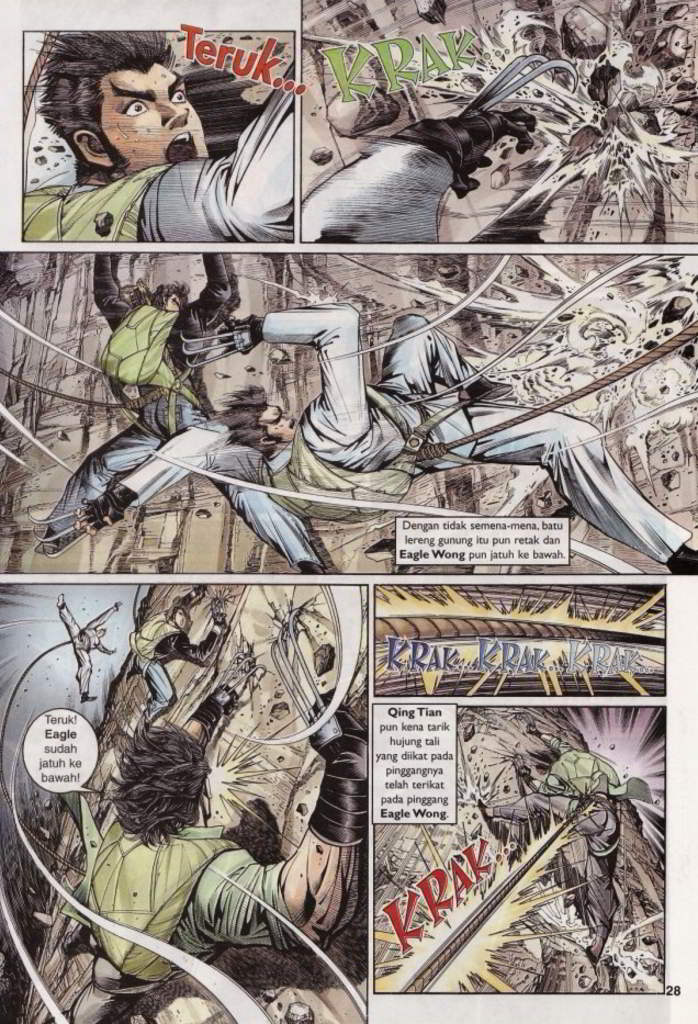 Teruk...
KRAK
Dengan tidak semena-mena, batu
lereng gunung itu pun retak dan
Eagle Wong pun jatuh ke bawah.
Teruk!
Eagle
sudah
jatuh ke
bawah!
KRAK...KRAK...KRAK...
Qing Tian
pun kena tarik
hujung tali
yang diikat pada
pinggangnya
telah terikat
pada pinggang
Eagle Wong.
KRAK...
28